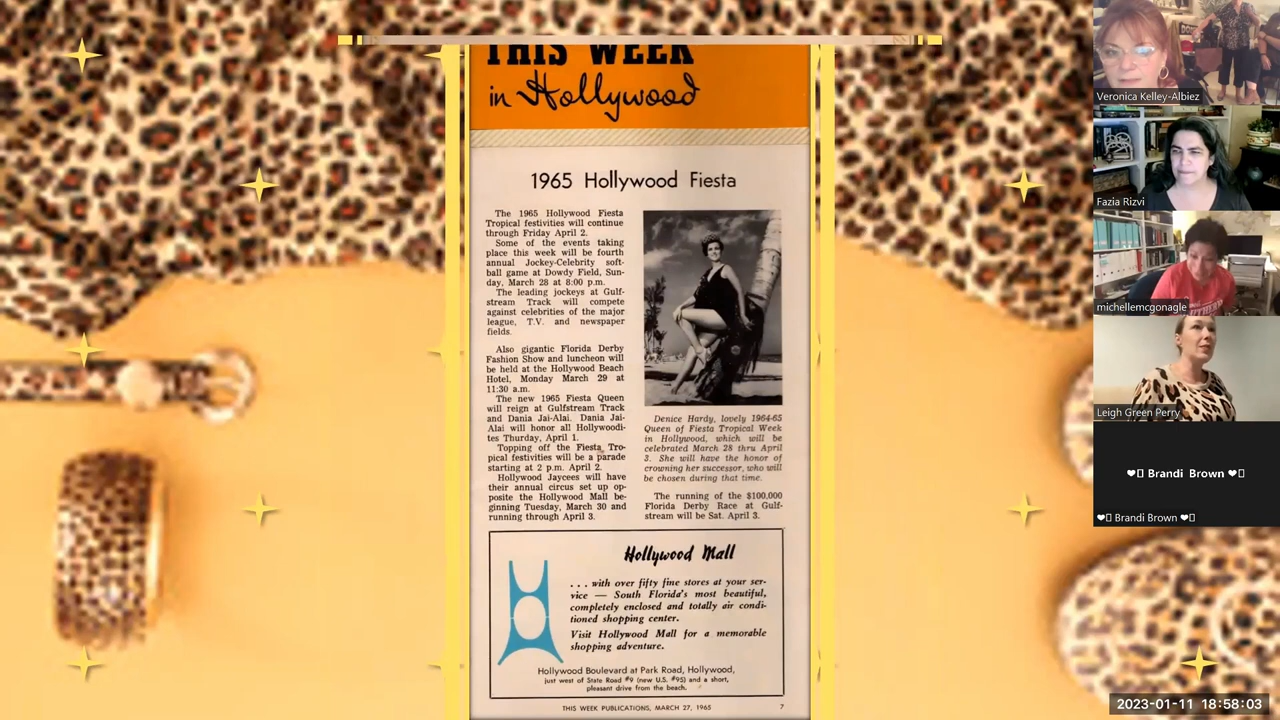 THIS WEEK
in Hollywood
1965 Hollywood Fiesta
The 1965 Hollywood Fiesta
Tropical festivities will continue
through Friday April 2.
Some of the events taking
place this week will be fourth
annual Jockey-Celebrity soft-
ball game at Dowdy Field, Sun-
day, March 28 at 8:00 p.m.
The leading jockeys at Gulf-
stream Track will compete
against celebrities of the major
league, T.V. and newspaper
fields.
Also gigantic Florida Derby
Fashion Show and luncheon will
be held at the Hollywood Beach
Hotel, Monday March 29 at
11:30 a.m.
The new 1965 Fiesta Queen
will reign at Gulfstream Track
and Dania Jai-Alai. Dania Jai-
Alai will honor all Hollywoodi-
tes Thurday, April 1.
Topping off the Fiesta Tro-
pical festivities will be a parade
starting at 2 p.m. April 2.
Hollywood Jaycees will have
their annual circus set up op-
posite the Hollywood Mall be-
ginning Tuesday, March 30 and
running through April 3.
Denice Hardy, lovely 1964-65
Queen of Fiesta Tropical Week
in Hollywood, which will be
celebrated March 28 thru April
3. She will have the honor of
crowning her successor, who will
be chosen during that time.
The running of the $100,000
Florida Derby Race at Gulf-
stream will be Sat. April 3.
Hollywood Mall
. . . with over fifty fine stores at your ser-
vice — South Florida's most beautiful,
completely enclosed and totally air condi-
tioned shopping center.
Visit Hollywood Mall for a memorable
shopping adventure.
Hollywood Boulevard at Park Road, Hollywood,
just west of State Road #9 (new U.S. #95) and a short,
pleasant drive from the beach.
THIS WEEK PUBLICATIONS, MARCH 27, 1965 7
Veronica Kelley-Albiez
Fazia Rizvi
michellemcgonagle
Leigh Green Perry
❤▯ Brandi Brown ❤▯
❤▯ Brandi Brown ❤▯
2023-01-11 18:58:03